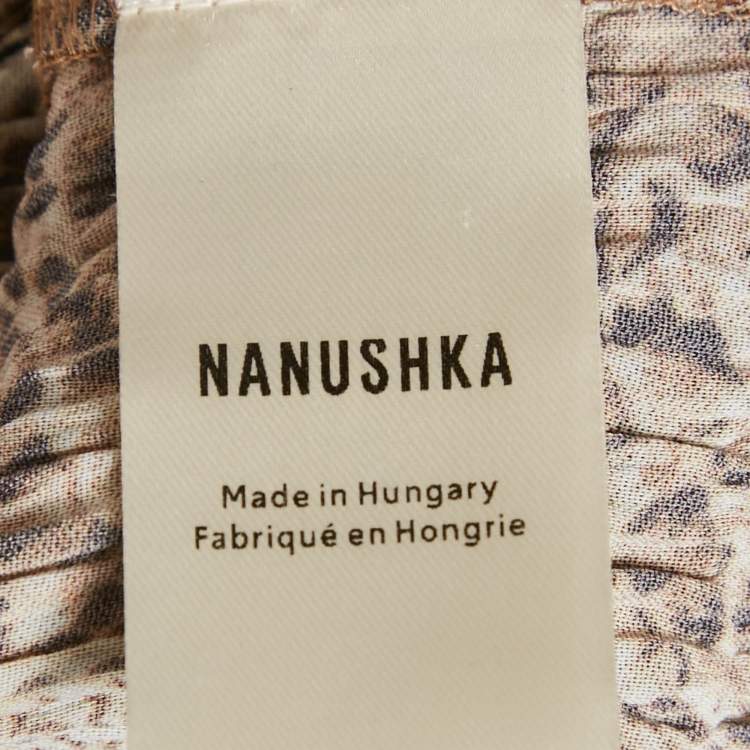 NANUSHKA
Made in Hungary
Fabriqué en Hongrie